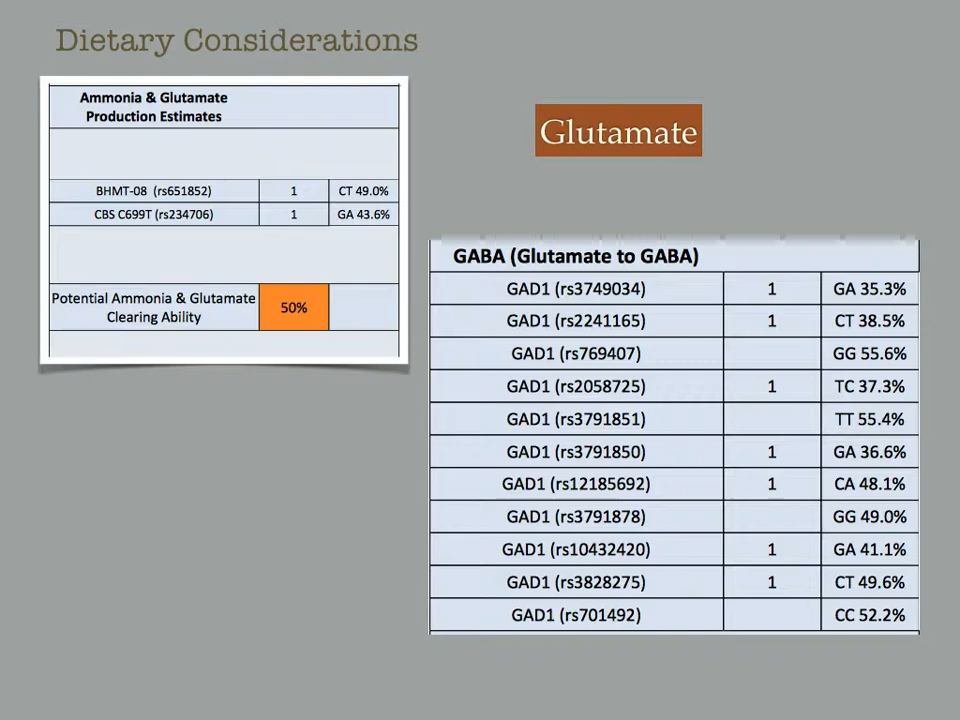 Dietary Considerations
Ammonia & Glutamate
Production Estimates
BHMT-08 (rs651852) 1 CT 49.0%
CBS C699T (rs234706) 1 GA 43.6%
Potential Ammonia & Glutamate
Clearing Ability
50%
Glutamate
GABA (Glutamate to GABA)
GAD1 (rs3749034) 1 GA 35.3%
GAD1 (rs2241165) 1 CT 38.5%
GAD1 (rs769407) GG 55.6%
GAD1 (rs2058725) 1 TC 37.3%
GAD1 (rs3791851) TT 55.4%
GAD1 (rs3791850) 1 GA 36.6%
GAD1 (rs12185692) 1 CA 48.1%
GAD1 (rs3791878) GG 49.0%
GAD1 (rs10432420) 1 GA 41.1%
GAD1 (rs3828275) 1 CT 49.6%
GAD1 (rs701492) CC 52.2%